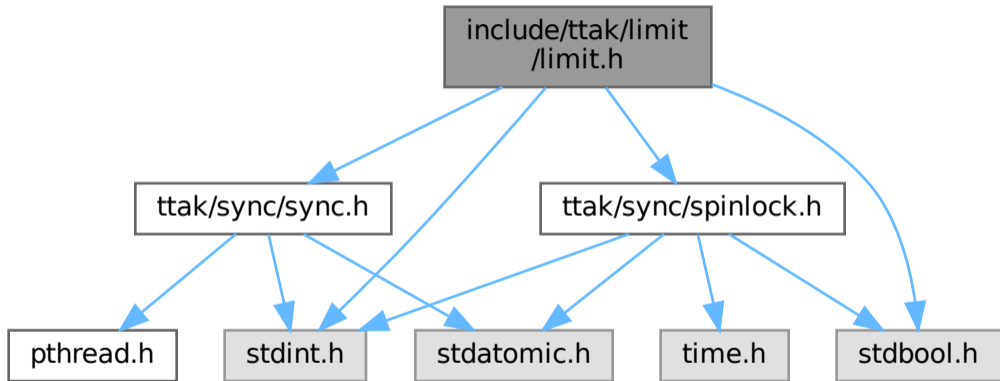 include/ttak/limit
/limit.h
ttak/sync/sync.h
ttak/sync/spinlock.h
pthread.h
stdint.h
stdatomic.h
time.h
stdbool.h